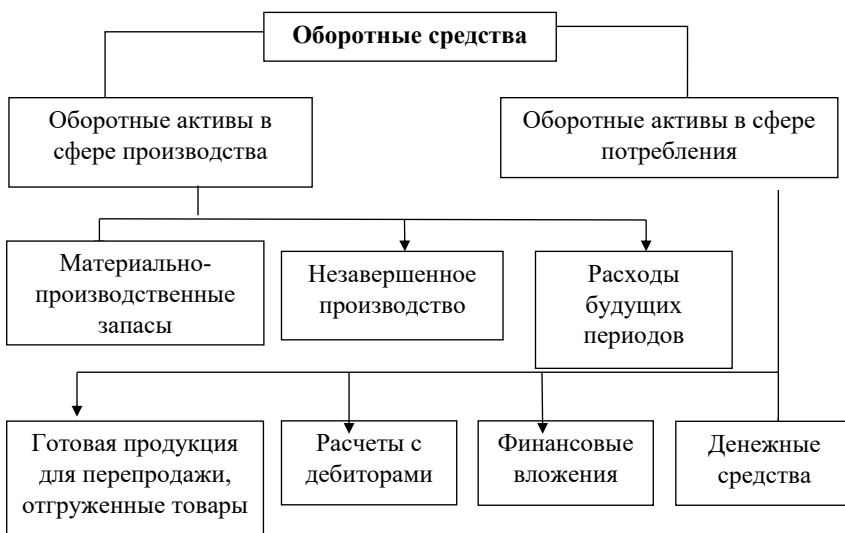 Оборотные средства
Оборотные активы в
сфере производства
Оборотные активы в сфере
потребления
Материально-
производственные
запасы
Незавершенное
производство
Расходы
будущих
периодов
Готовая продукция
для перепродажи,
отгруженные товары
Расчеты с
дебиторами
Финансовые
вложения
Денежные
средства